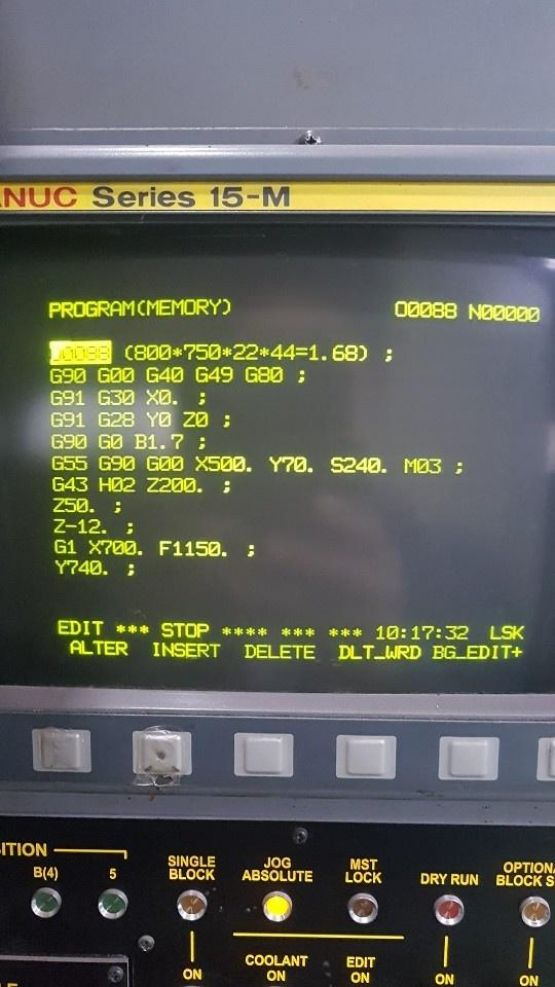 ANUC Series 15-M
PROGRAM(MEMORY) O0088 N00000
O0088 (800*750*22*44=1.68) ;
G90 G00 G40 G49 G80 ;
G91 G30 X0. ;
G91 G28 Y0 Z0 ;
G90 G0 B1.7 ;
G55 G90 G00 X500. Y70. S240. M03 ;
G43 H02 Z200. ;
Z50. ;
Z-12. ;
G1 X700. F1150. ;
Y740. ;
EDIT *** STOP **** *** *** 10:17:32 LSK
ALTER INSERT DELETE DLT_WRD BG_EDIT+
ITION
B(4) 5 SINGLE BLOCK JOG ABSOLUTE MST LOCK DRY RUN OPTIONA BLOCK S
ON COOLANT ON EDIT ON ON ON